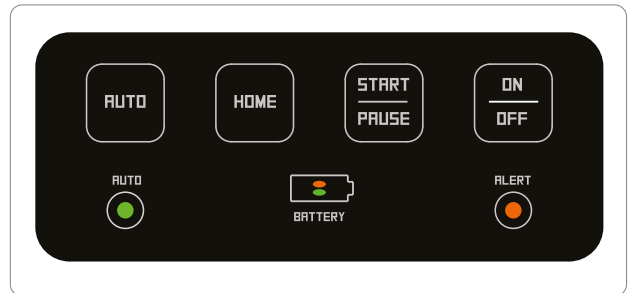 AUTO
HOME
START
PAUSE
ON
OFF
AUTO
BATTERY
ALERT